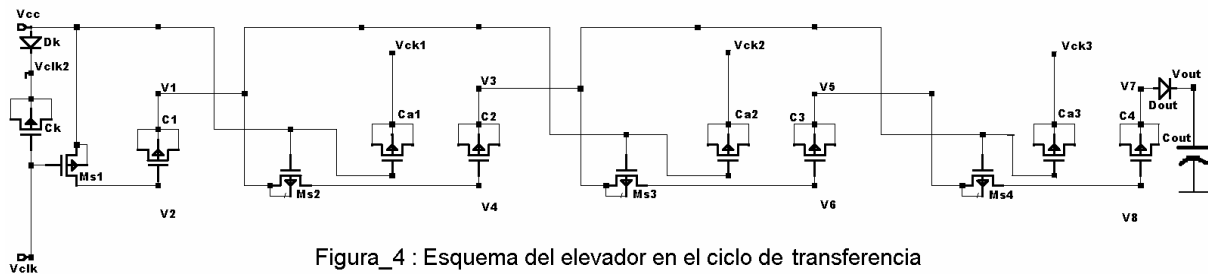 Vcc
Dk
Vclk2
Ck
Ms1
Vclk
V1
C1
V2
Vck1
Ca1
Ms2
V3
C2
V4
Vck2
Ca2
Ms3
V5
C3
V6
Vck3
Ca3
Ms4
V7
C4
V8
Dout
Vout
Cout
Figura_4 : Esquema del elevador en el ciclo de transferencia